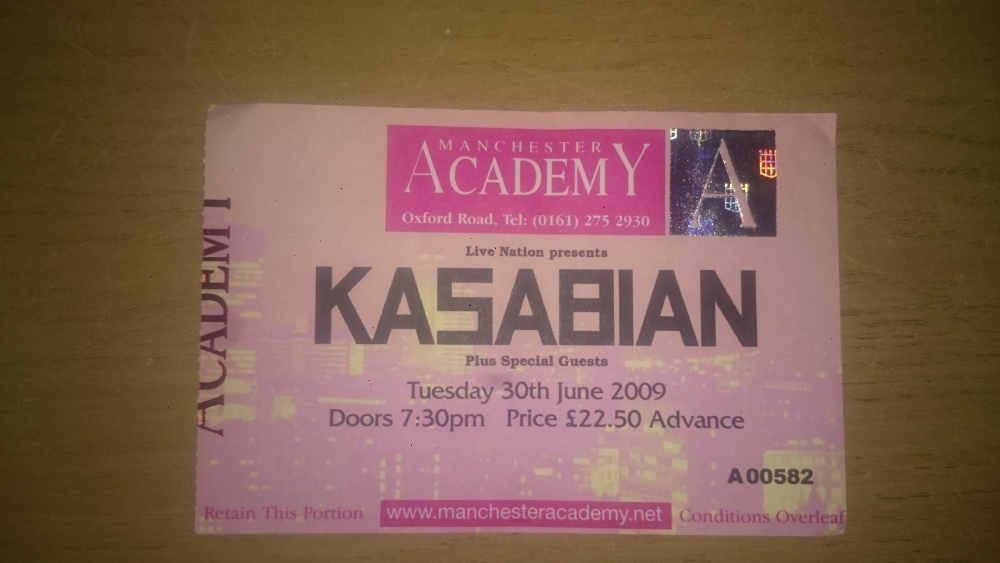 MANCHESTER
ACADEMY
Oxford Road, Tel: (0161) 275 2930
A
Live Nation presents
KASABIAN
Plus Special Guests
Tuesday 30th June 2009
Doors 7:30pm Price £22.50 Advance
A00582
Retain This Portion
www.manchesteracademy.net
Conditions Overleaf
ACADEMY